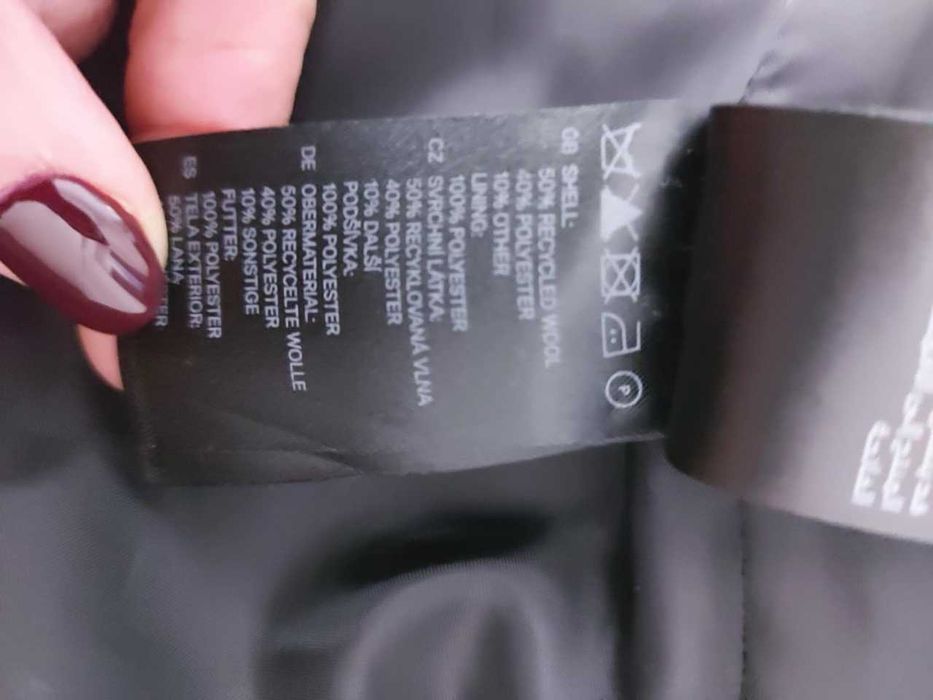 P
GB SHELL:
50% RECYCLED WOOL
40% POLYESTER
10% OTHER
LINING:
100% POLYESTER
CZ SVRCHNÍ LÁTKA:
50% RECYKLOVANÁ VLNA
40% POLYESTER
10% DALŠÍ
PODŠÍVKA:
100% POLYESTER
DE OBERMATERIAL:
50% RECYCELTE WOLLE
40% POLYESTER
10% SONSTIGE
FUTTER:
100% POLYESTER
ES TELA EXTERIOR:
50% LANA